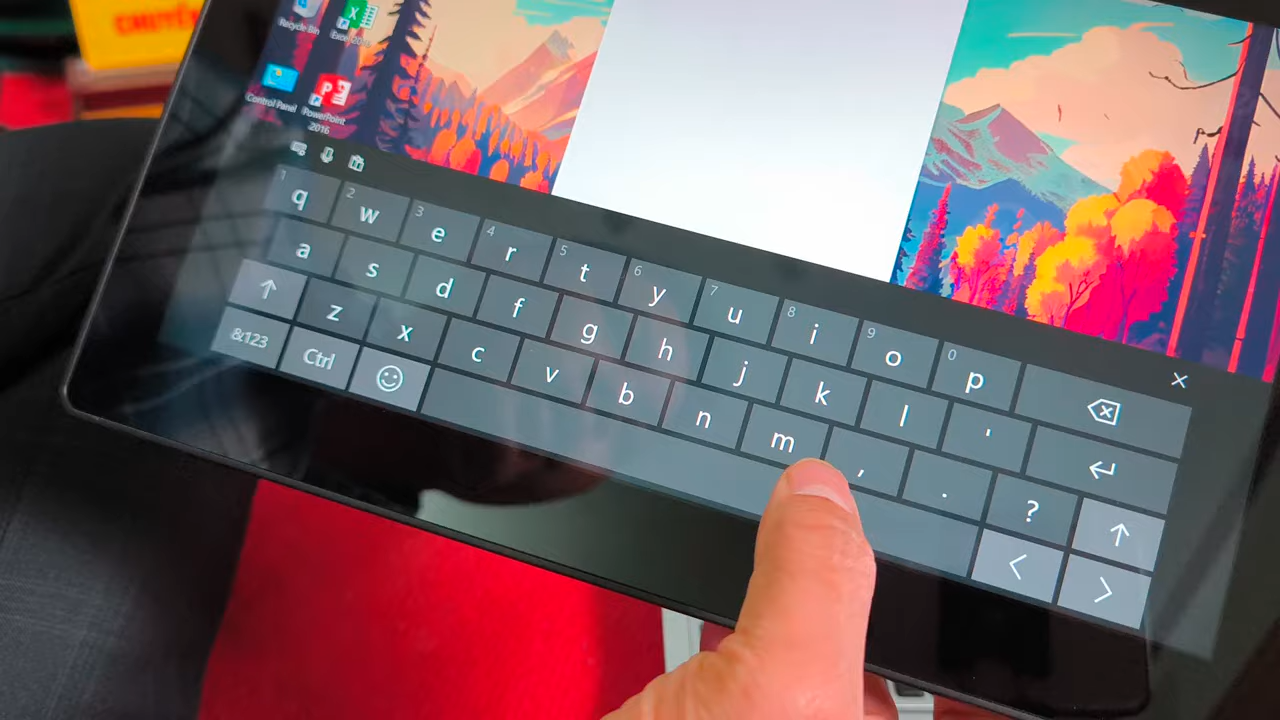 CHUYỂN
Recycle Bin
Excel 2016
Control Panel
PowerPoint
2016
1 2 3 4 5 6 7 8 9 0
q w e r t y u i o p
a s d f g h j k l '
z x c v b n m , . ?
&123 Ctrl